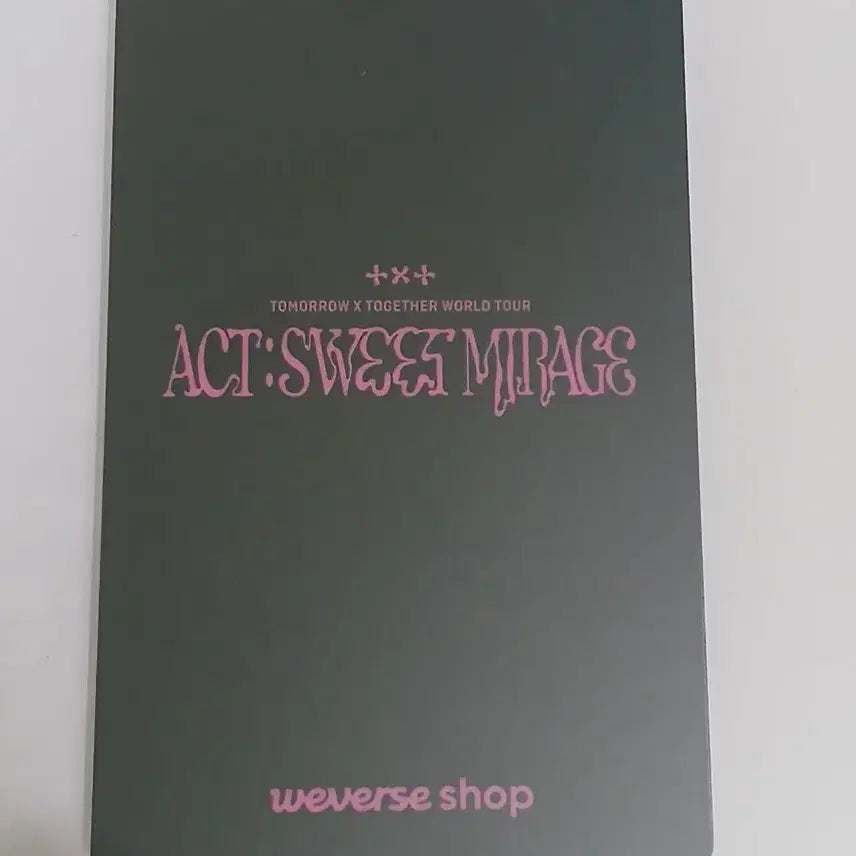 +×+
TOMORROW X TOGETHER WORLD TOUR
ACT:SWEET MIRAGE
weverse shop